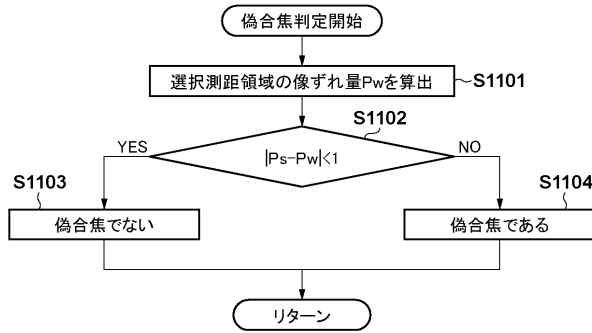 偽合焦判定開始
選択測距領域の像ずれ量Pwを算出
S1101
S1102
YES
|Ps-Pw|<1
NO
S1103
S1104
偽合焦でない
偽合焦である
リターン